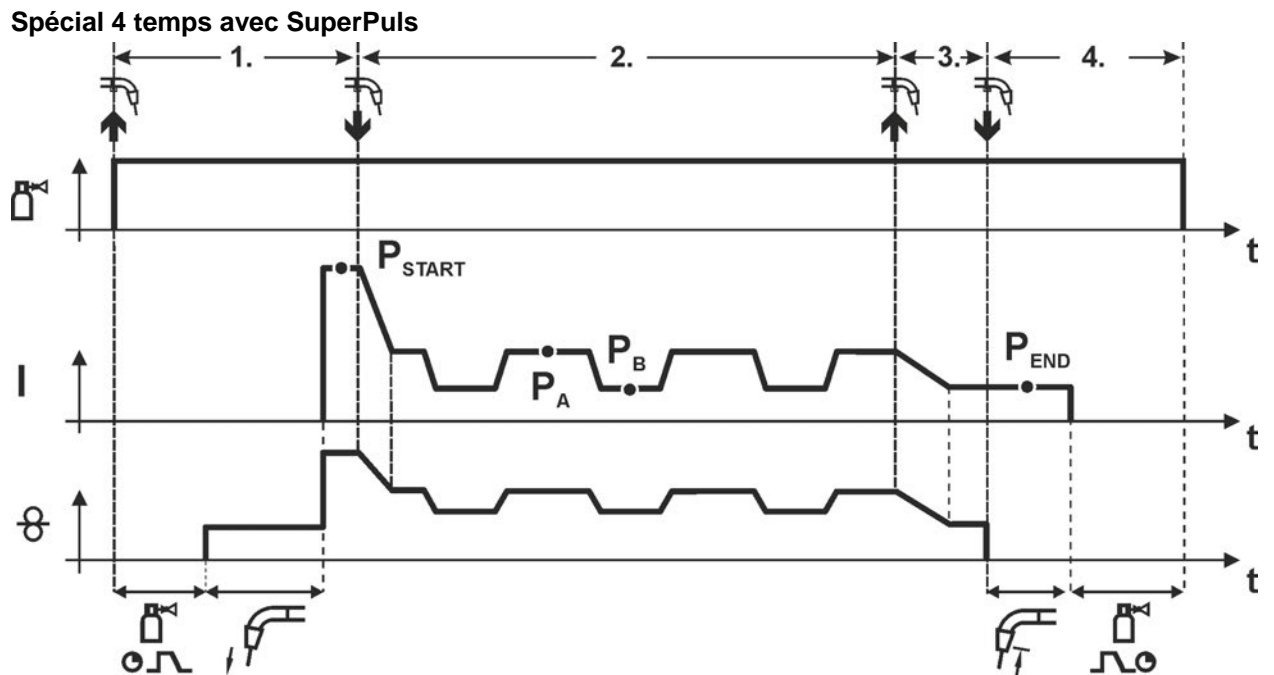 Spécial 4 temps avec SuperPuls
1. 2. 3. 4.
t
P START
P B
P END
P A
I
t
t